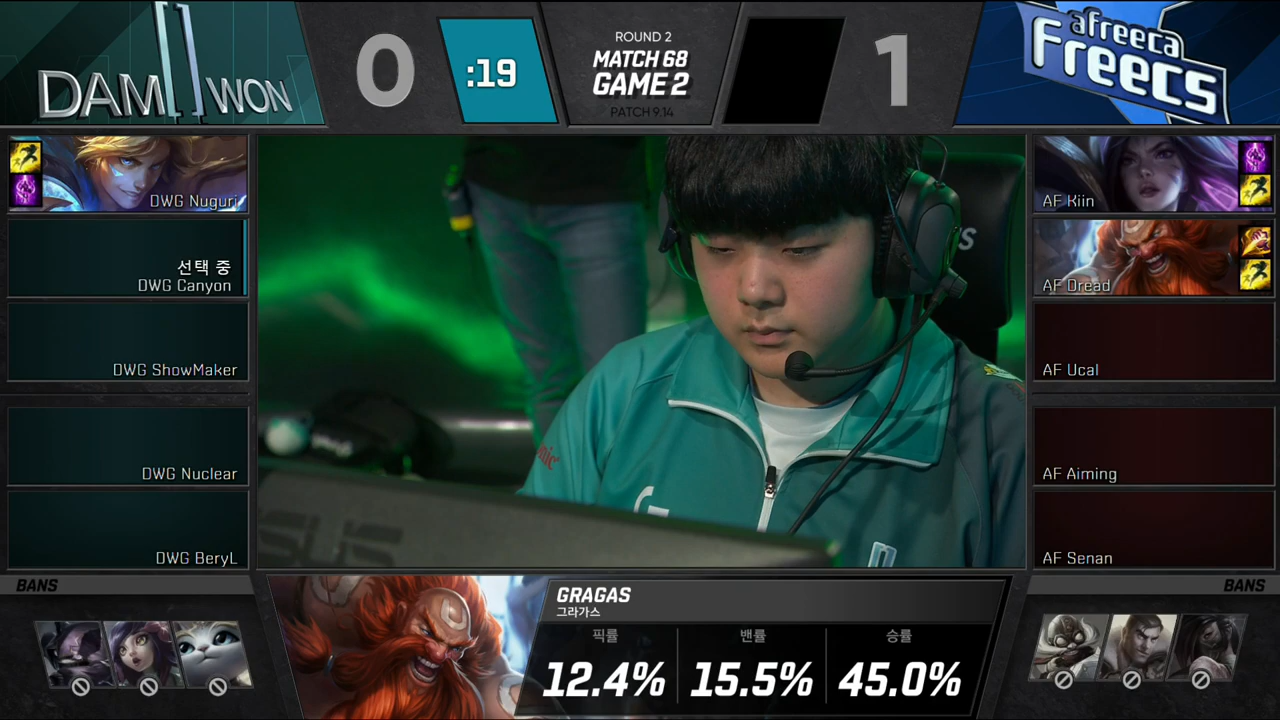 DAMWON
0
:19
ROUND 2
MATCH 68
GAME 2
PATCH 9.14
1
afreeca
Freecs
DWG Nuguri
선택 중
DWG Canyon
DWG ShowMaker
DWG Nuclear
DWG BeryL
AF Kiin
AF Dread
AF Ucal
AF Aiming
AF Senan
ASUS
BANS
BANS
GRAGAS
그라가스
픽률
밴률
승률
12.4%
15.5%
45.0%